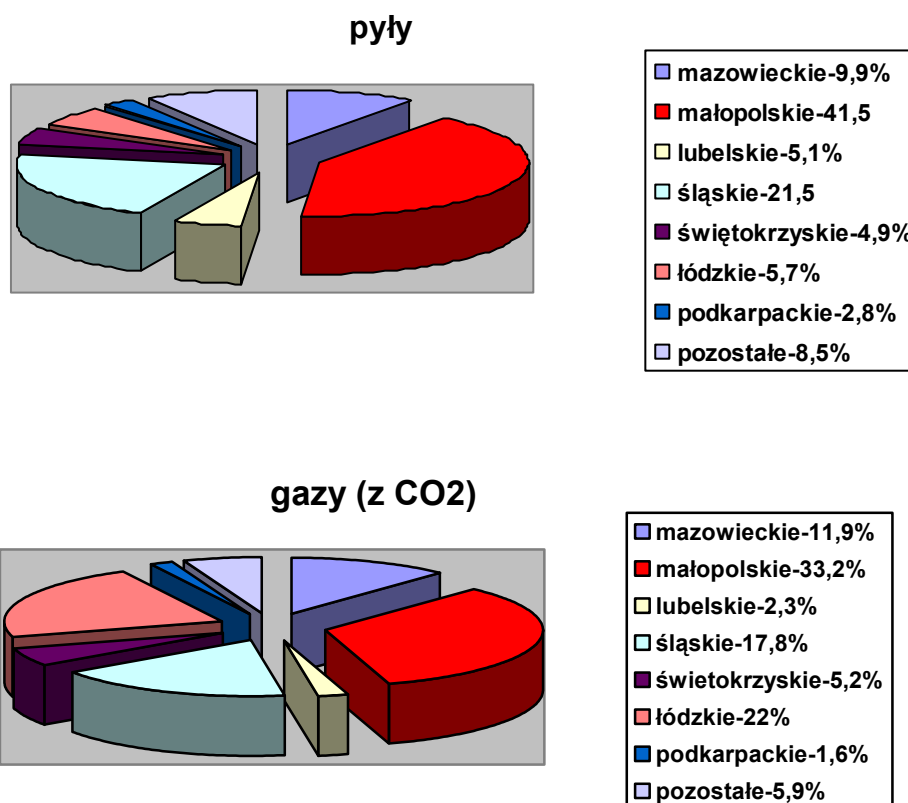 pyły
mazowieckie-9,9%
małopolskie-41,5
lubelskie-5,1%
śląskie-21,5
świętokrzyskie-4,9%
łódzkie-5,7%
podkarpackie-2,8%
pozostałe-8,5%
gazy (z CO2)
mazowieckie-11,9%
małopolskie-33,2%
lubelskie-2,3%
śląskie-17,8%
świetokrzyskie-5,2%
łódzkie-22%
podkarpackie-1,6%
pozostałe-5,9%